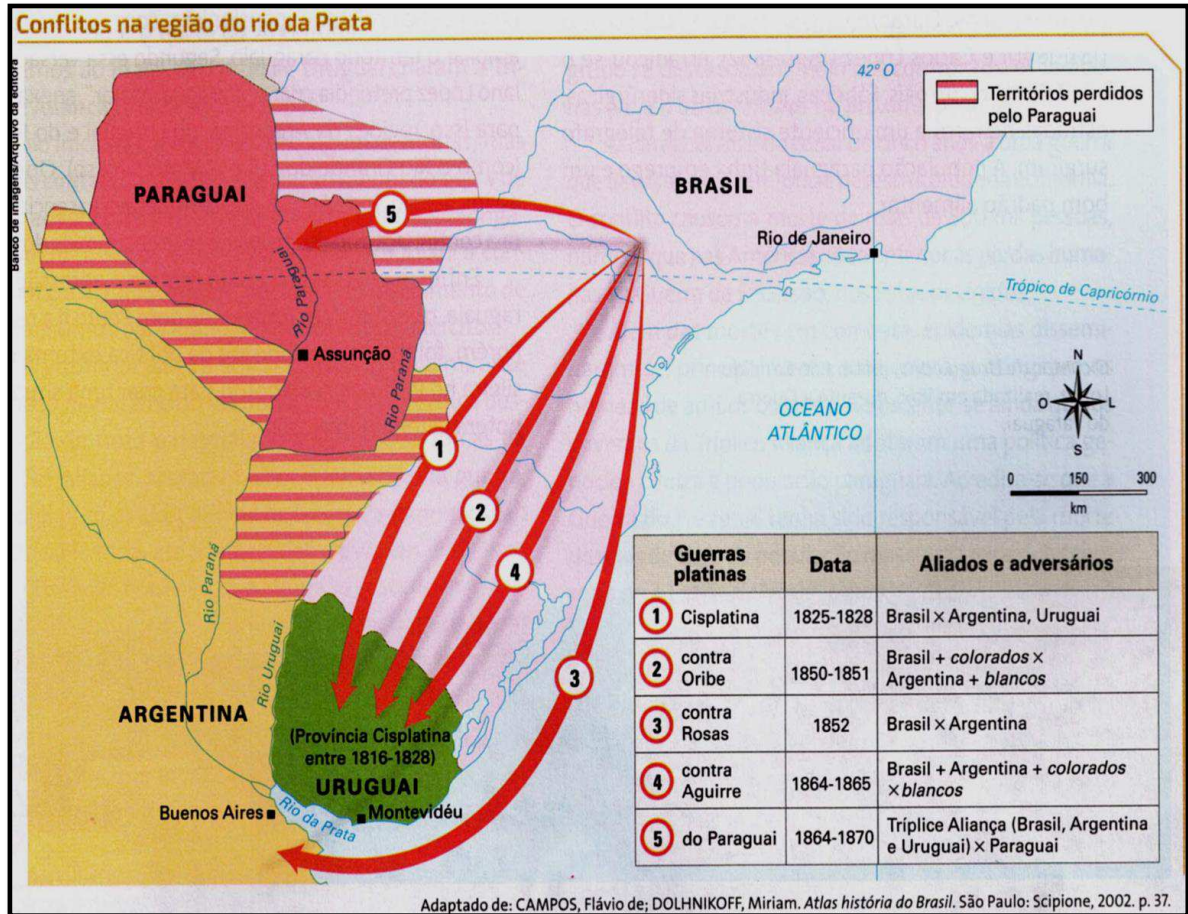 Conflitos na região do rio da Prata
Banco de imagens/Arquivo da editora
42° O
Territórios perdidos
pelo Paraguai
PARAGUAI
BRASIL
5
Rio de Janeiro
Rio Paraguai
Trópico de Capricórnio
Assunção
Rio Paraná
N
O
L
S
OCEANO
ATLÂNTICO
0 150 300
km
1
2
4
3
Rio Paraná
Rio Uruguai
ARGENTINA
(Província Cisplatina
entre 1816-1828)
URUGUAI
Buenos Aires
Rio da Prata
Montevidéu
Guerras
platinas
Data
Aliados e adversários
1 Cisplatina 1825-1828 Brasil × Argentina, Uruguai
2 contra
Oribe
1850-1851
Brasil + colorados ×
Argentina + blancos
3 contra
Rosas
1852
Brasil × Argentina
4 contra
Aguirre
1864-1865
Brasil + Argentina + colorados
× blancos
5 do Paraguai 1864-1870
Tríplice Aliança (Brasil, Argentina
e Uruguai) × Paraguai
Adaptado de: CAMPOS, Flávio de; DOLHNIKOFF, Miriam. Atlas história do Brasil. São Paulo: Scipione, 2002. p. 37.